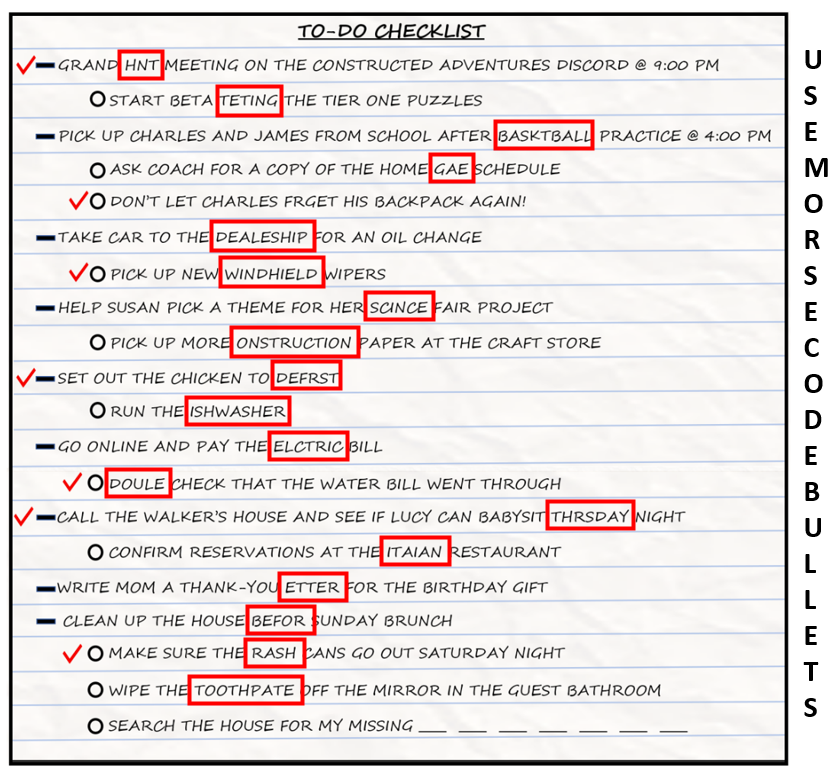 TO-DO CHECKLIST
GRAND HNT MEETING ON THE CONSTRUCTED ADVENTURES DISCORD @ 9:00 PM
START BETA TETING THE TIER ONE PUZZLES
PICK UP CHARLES AND JAMES FROM SCHOOL AFTER BASKTBALL PRACTICE @ 4:00 PM
ASK COACH FOR A COPY OF THE HOME GAE SCHEDULE
DON'T LET CHARLES FRGET HIS BACKPACK AGAIN!
TAKE CAR TO THE DEALESHIP FOR AN OIL CHANGE
PICK UP NEW WINDHIELD WIPERS
HELP SUSAN PICK A THEME FOR HER SCINCE FAIR PROJECT
PICK UP MORE ONSTRUCTION PAPER AT THE CRAFT STORE
SET OUT THE CHICKEN TO DEFRST
RUN THE ISHWASHER
GO ONLINE AND PAY THE ELCTRIC BILL
DOULE CHECK THAT THE WATER BILL WENT THROUGH
CALL THE WALKER'S HOUSE AND SEE IF LUCY CAN BABYSIT THRSDAY NIGHT
CONFIRM RESERVATIONS AT THE ITAIAN RESTAURANT
WRITE MOM A THANK-YOU ETTER FOR THE BIRTHDAY GIFT
CLEAN UP THE HOUSE BEFOR SUNDAY BRUNCH
MAKE SURE THE RASH CANS GO OUT SATURDAY NIGHT
WIPE THE TOOTHPATE OFF THE MIRROR IN THE GUEST BATHROOM
SEARCH THE HOUSE FOR MY MISSING __ __ __ __ __ __ __
U
S
E
M
O
R
S
E
C
O
D
E
B
U
L
L
E
T
S